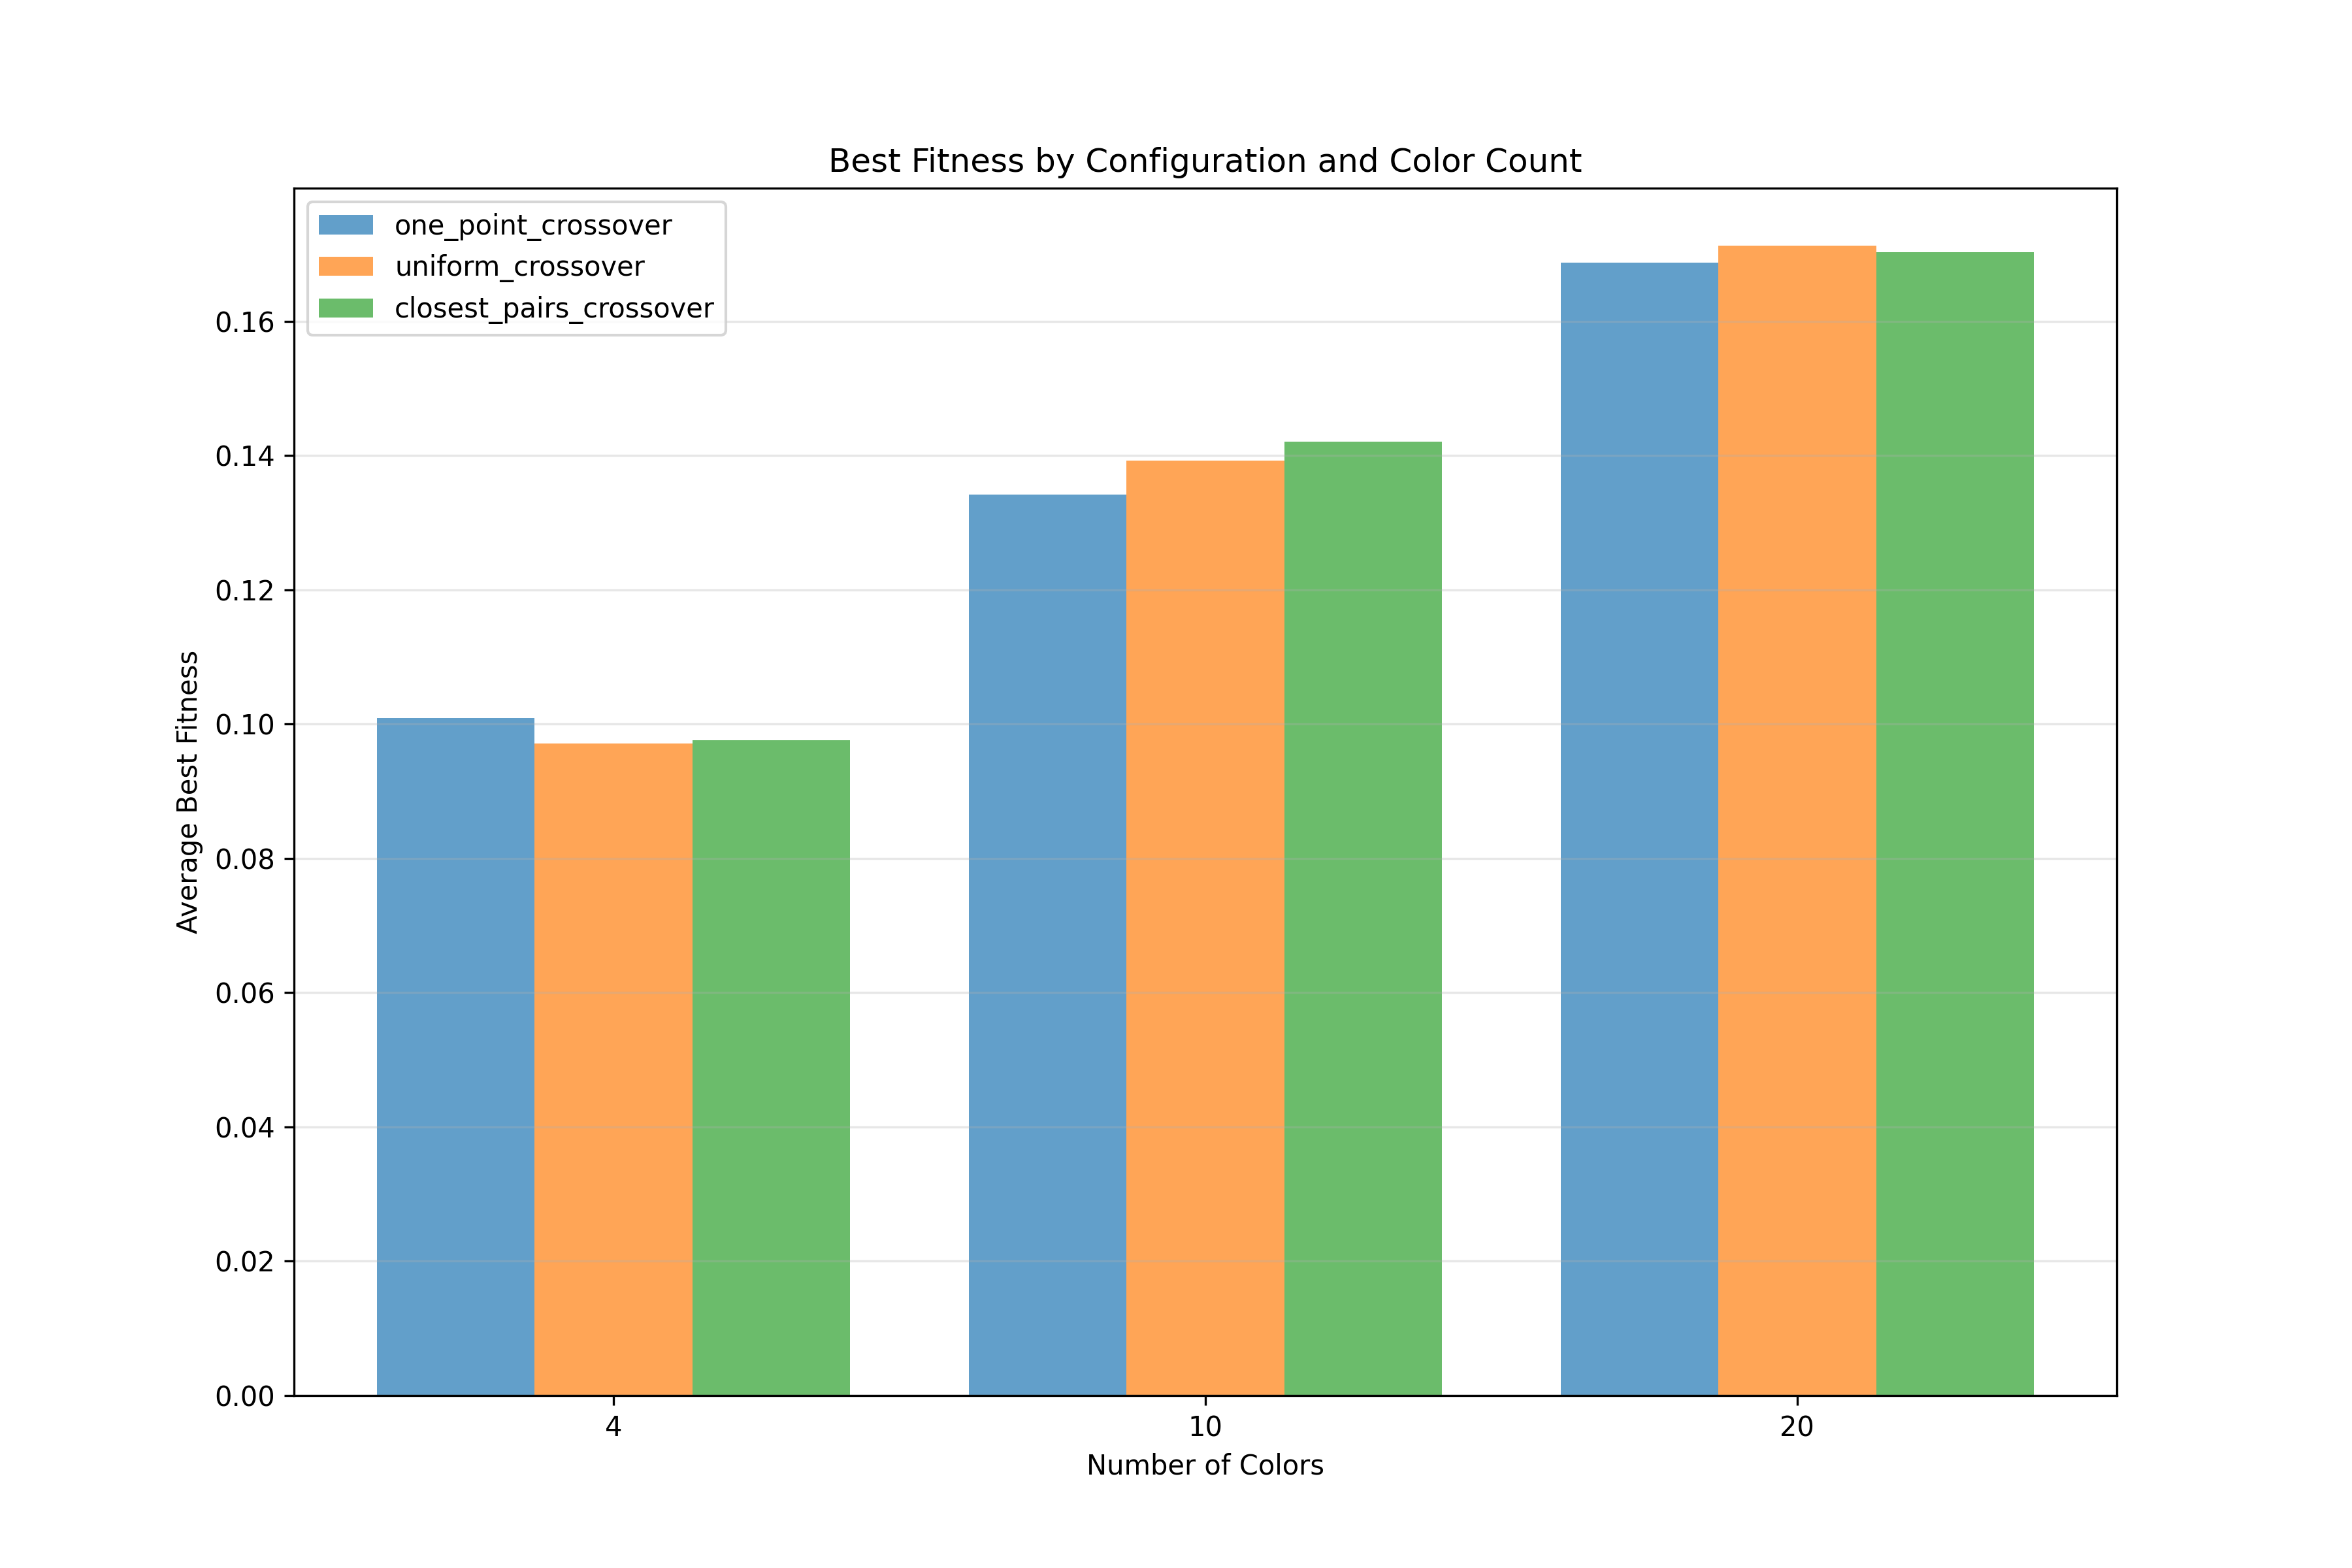 Best Fitness by Configuration and Color Count
one_point_crossover
uniform_crossover
closest_pairs_crossover
0.16
0.14
0.12
0.10
0.08
0.06
0.04
0.02
0.00
Average Best Fitness
4
10
20
Number of Colors